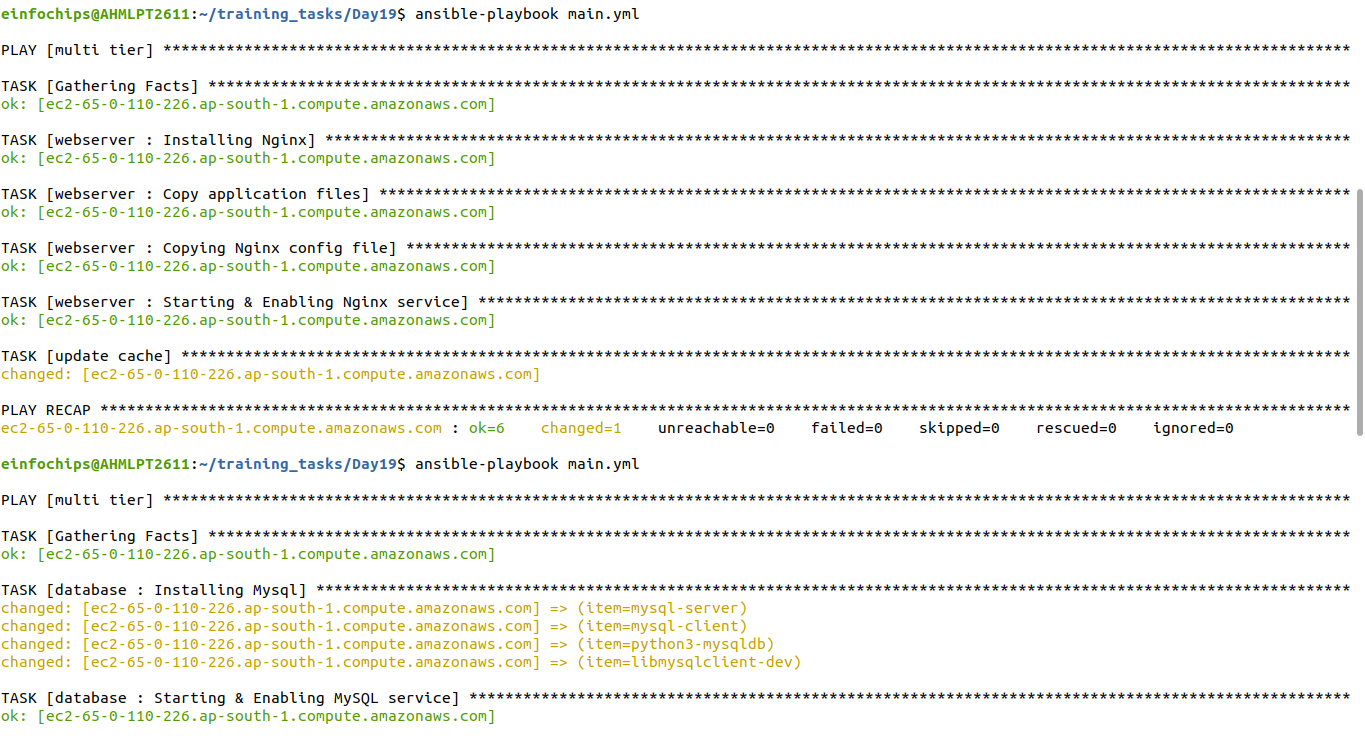 einfochips@AHMLPT2611:~/training_tasks/Day19$ ansible-playbook main.yml
PLAY [multi tier] ************************************************************************************************************************************
TASK [Gathering Facts] *******************************************************************************************************************************
ok: [ec2-65-0-110-226.ap-south-1.compute.amazonaws.com]
TASK [webserver : Installing Nginx] ******************************************************************************************************************
ok: [ec2-65-0-110-226.ap-south-1.compute.amazonaws.com]
TASK [webserver : Copy application files] ************************************************************************************************************
ok: [ec2-65-0-110-226.ap-south-1.compute.amazonaws.com]
TASK [webserver : Copying Nginx config file] *********************************************************************************************************
ok: [ec2-65-0-110-226.ap-south-1.compute.amazonaws.com]
TASK [webserver : Starting & Enabling Nginx service] *************************************************************************************************
ok: [ec2-65-0-110-226.ap-south-1.compute.amazonaws.com]
TASK [update cache] **********************************************************************************************************************************
changed: [ec2-65-0-110-226.ap-south-1.compute.amazonaws.com]
PLAY RECAP *******************************************************************************************************************************************
ec2-65-0-110-226.ap-south-1.compute.amazonaws.com : ok=6    changed=1    unreachable=0    failed=0    skipped=0    rescued=0    ignored=0
einfochips@AHMLPT2611:~/training_tasks/Day19$ ansible-playbook main.yml
PLAY [multi tier] ************************************************************************************************************************************
TASK [Gathering Facts] *******************************************************************************************************************************
ok: [ec2-65-0-110-226.ap-south-1.compute.amazonaws.com]
TASK [database : Installing Mysql] *******************************************************************************************************************
changed: [ec2-65-0-110-226.ap-south-1.compute.amazonaws.com] => (item=mysql-server)
changed: [ec2-65-0-110-226.ap-south-1.compute.amazonaws.com] => (item=mysql-client)
changed: [ec2-65-0-110-226.ap-south-1.compute.amazonaws.com] => (item=python3-mysqldb)
changed: [ec2-65-0-110-226.ap-south-1.compute.amazonaws.com] => (item=libmysqlclient-dev)
TASK [database : Starting & Enabling MySQL service] **************************************************************************************************
ok: [ec2-65-0-110-226.ap-south-1.compute.amazonaws.com]